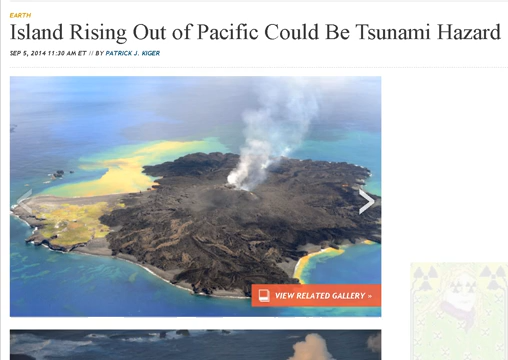 EARTH
Island Rising Out of Pacific Could Be Tsunami Hazard
SEP 5, 2014 11:30 AM ET // BY PATRICK J. KIGER
VIEW RELATED GALLERY »